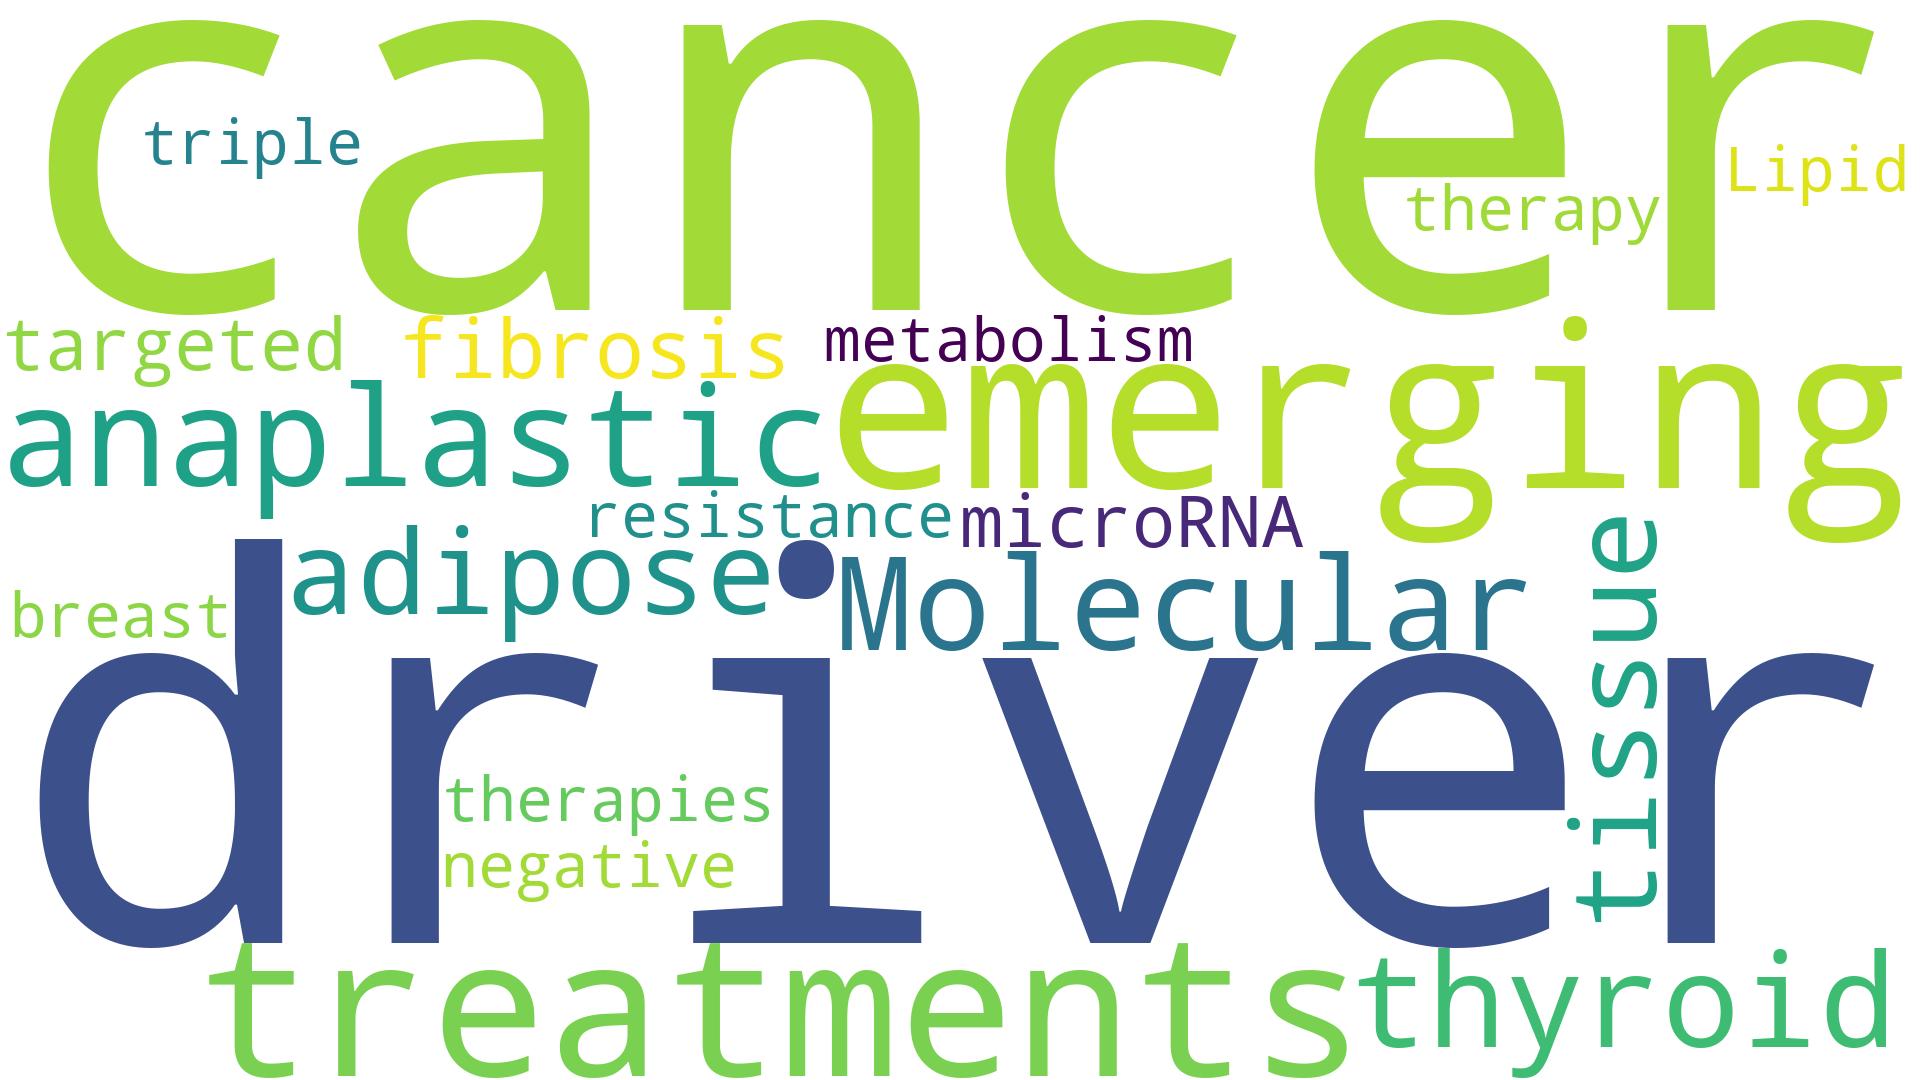 cancer
triple
Lipid
therapy
targeted
fibrosis
metabolism
anaplastic
emerging
resistance
microRNA
adipose
Molecular
tissue
breast
driver
therapies
negative
treatments
thyroid